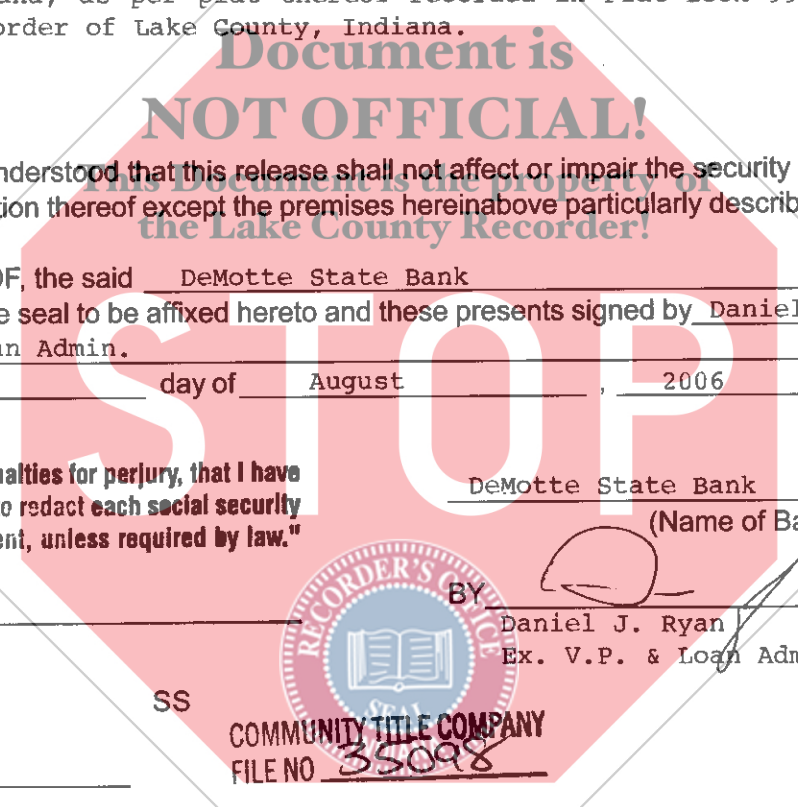 order of Lake County, Indiana.
Document is
NOT OFFICIAL!
nderstood that this release shall not affect or impair the security
This Document is the property of
tion thereof except the premises hereinabove particularly describ
the Lake County Recorder!
OF, the said DeMotte State Bank
e seal to be affixed hereto and these presents signed by Daniel
an Admin.
day of August , 2006
STOP
nalties for perjury, that I have
o redact each social security
ent, unless required by law."
DeMotte State Bank
(Name of Ba
BY
Daniel J. Ryan
Ex. V.P. & Loan Adm
RECORDER'S OFFICE
SEAL
INDIANA
SS
COMMUNITY TITLE COMPANY
FILE NO 35098